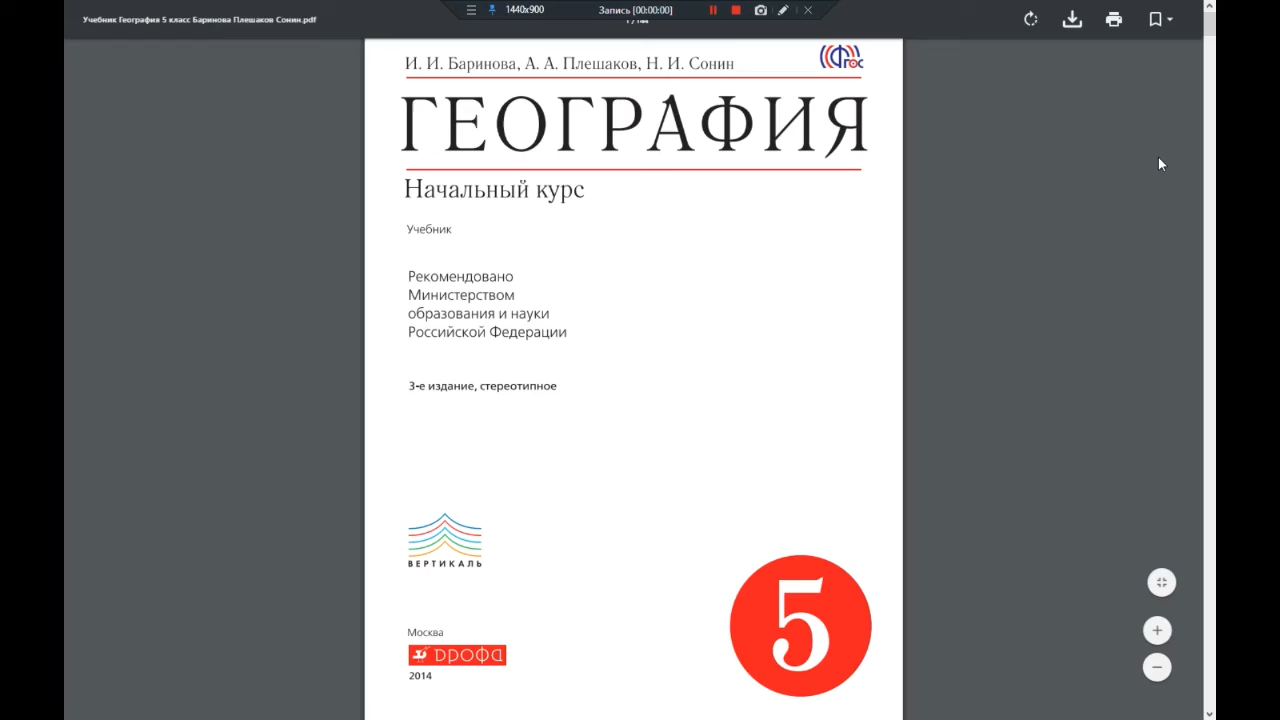 Учебник География 5 класс Баринова Плешаков Сонин.pdf
1440x900
Запись [00:00:00]
И. И. Баринова, А. А. Плешаков, Н. И. Сонин
ФГОС
ГЕОГРАФИЯ
Начальный курс
Учебник
Рекомендовано
Министерством
образования и науки
Российской Федерации
3-е издание, стереотипное
ВЕРТИКАЛЬ
5
Москва
дрофа
2014